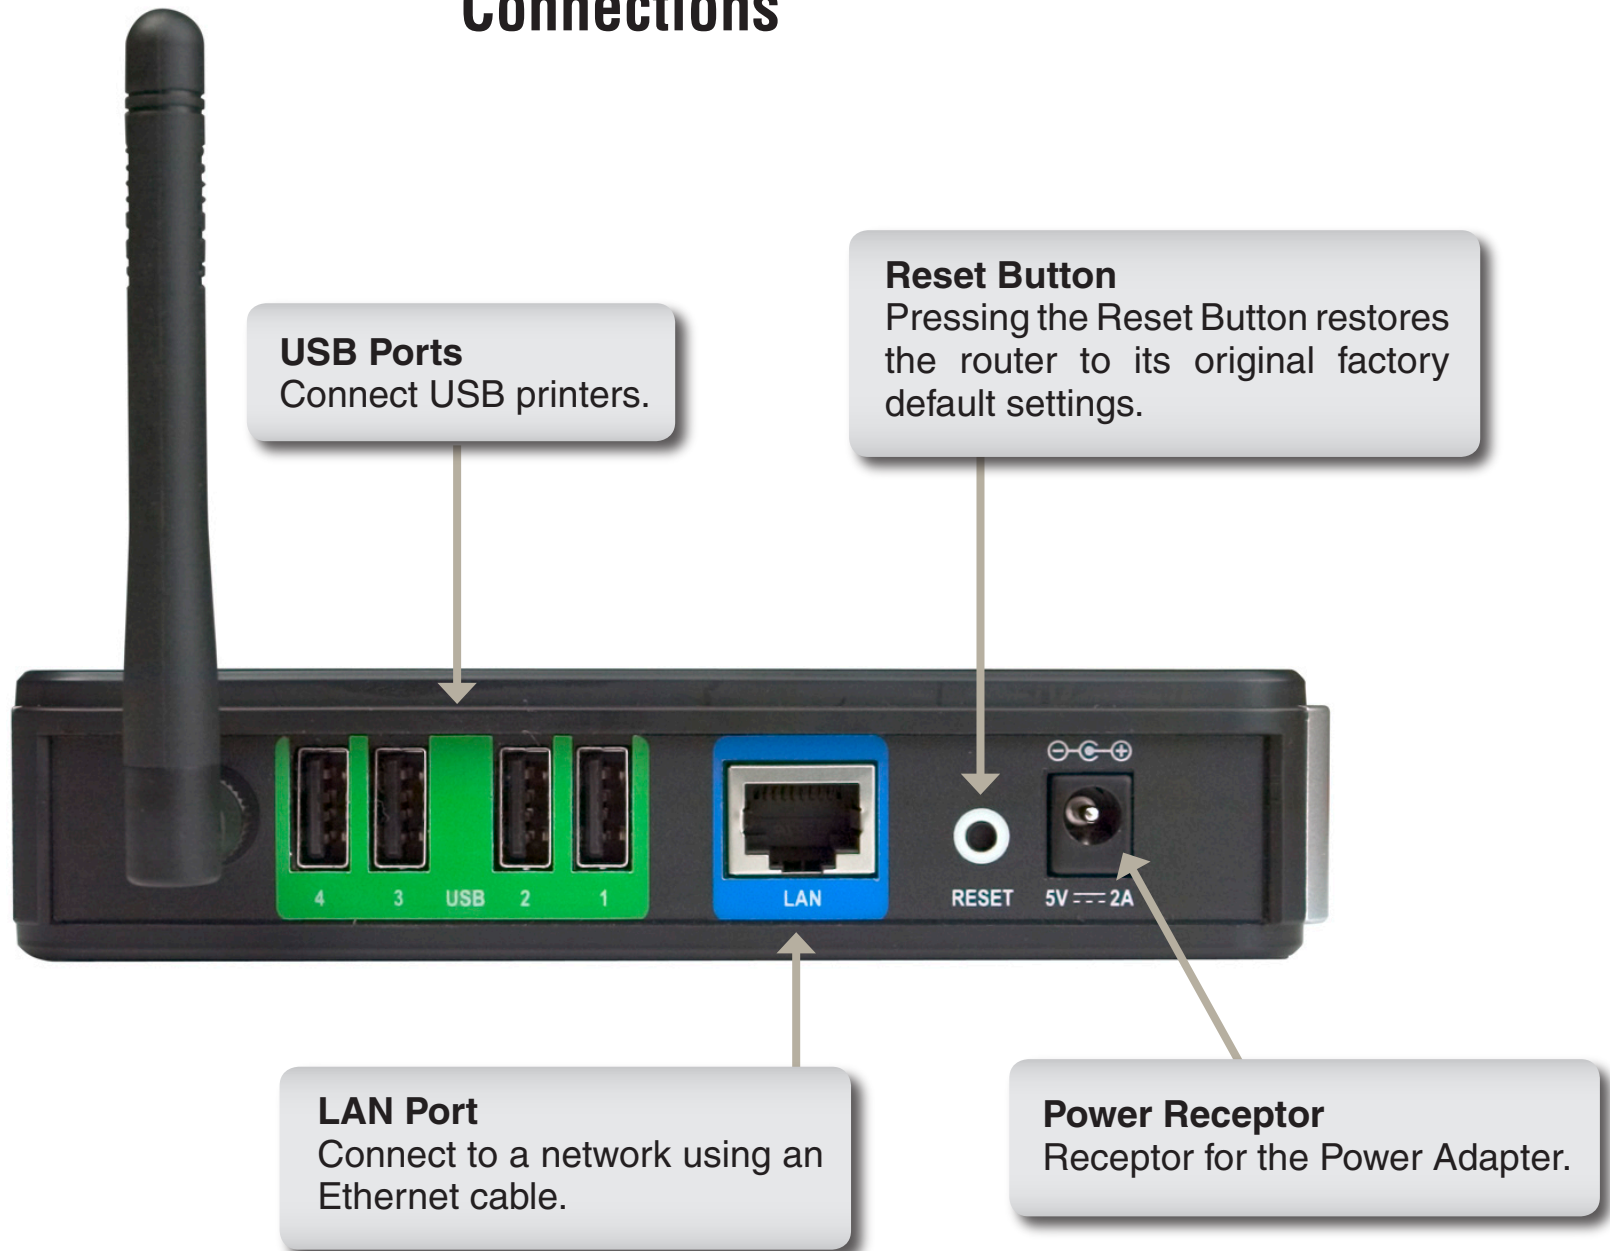 Connections
Reset Button
Pressing the Reset Button restores
the router to its original factory
default settings.
USB Ports
Connect USB printers.
4 3 USB 2 1
LAN
RESET
5V 2A
LAN Port
Connect to a network using an
Ethernet cable.
Power Receptor
Receptor for the Power Adapter.